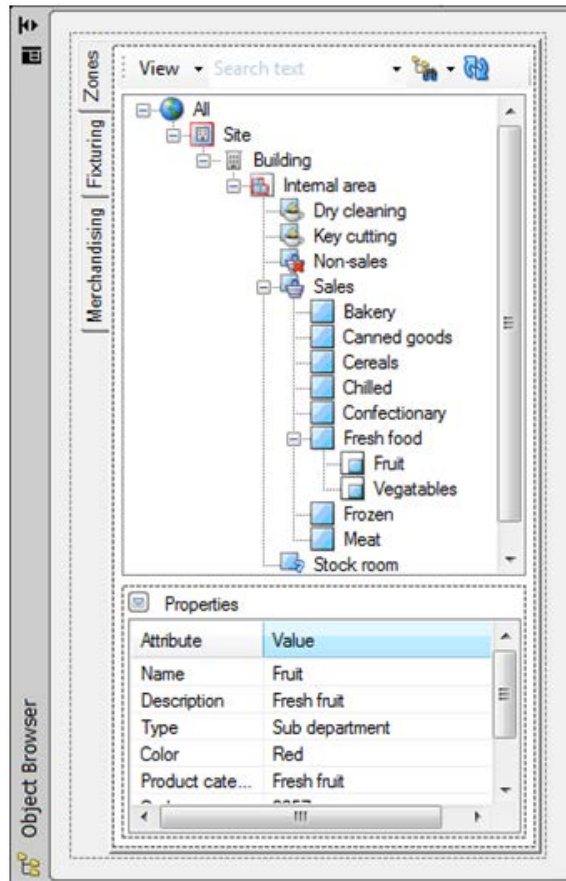 Object Browser
Zones
Fixturing
Merchandising
View Search text
All
Site
Building
Internal area
Dry cleaning
Key cutting
Non-sales
Sales
Bakery
Canned goods
Cereals
Chilled
Confectionary
Fresh food
Fruit
Vegatables
Frozen
Meat
Stock room
Properties
Attribute Value
Name Fruit
Description Fresh fruit
Type Sub department
Color Red
Product cate... Fresh fruit